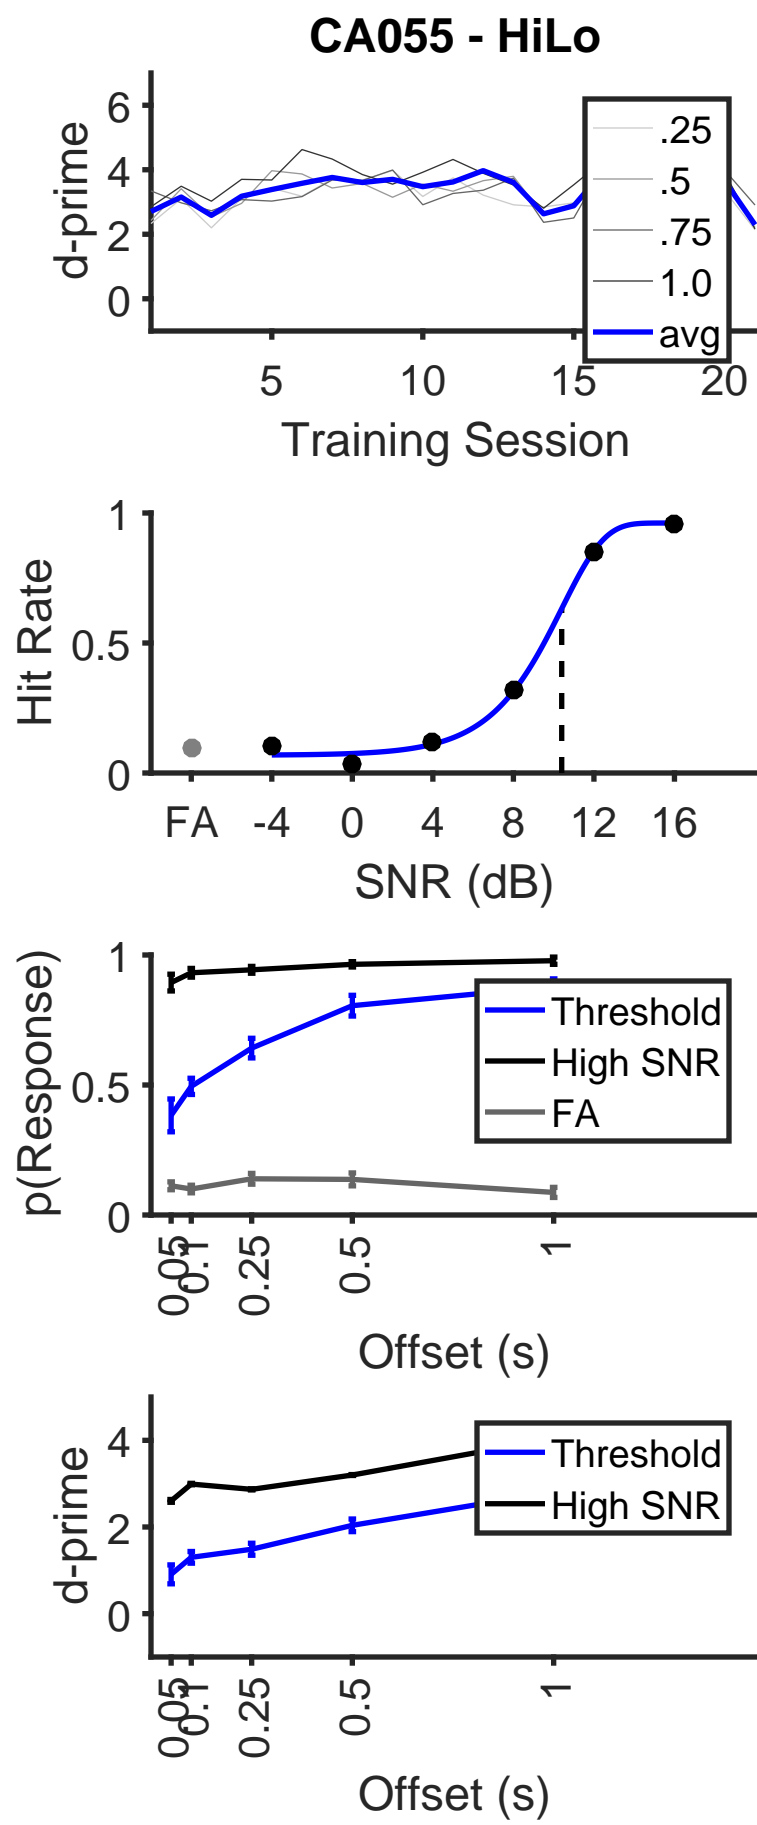 CA055 - HiLo
d-prime
6
4
2
0
.25
.5
.75
1.0
avg
5 10 15 20
Training Session
Hit Rate
1
0.5
0
FA -4 0 4 8 12 16
SNR (dB)
p(Response)
1
0.5
0
Threshold
High SNR
FA
0.05 0.1 0.25 0.5 1
Offset (s)
d-prime
4
2
0
Threshold
High SNR
0.05 0.1 0.25 0.5 1
Offset (s)